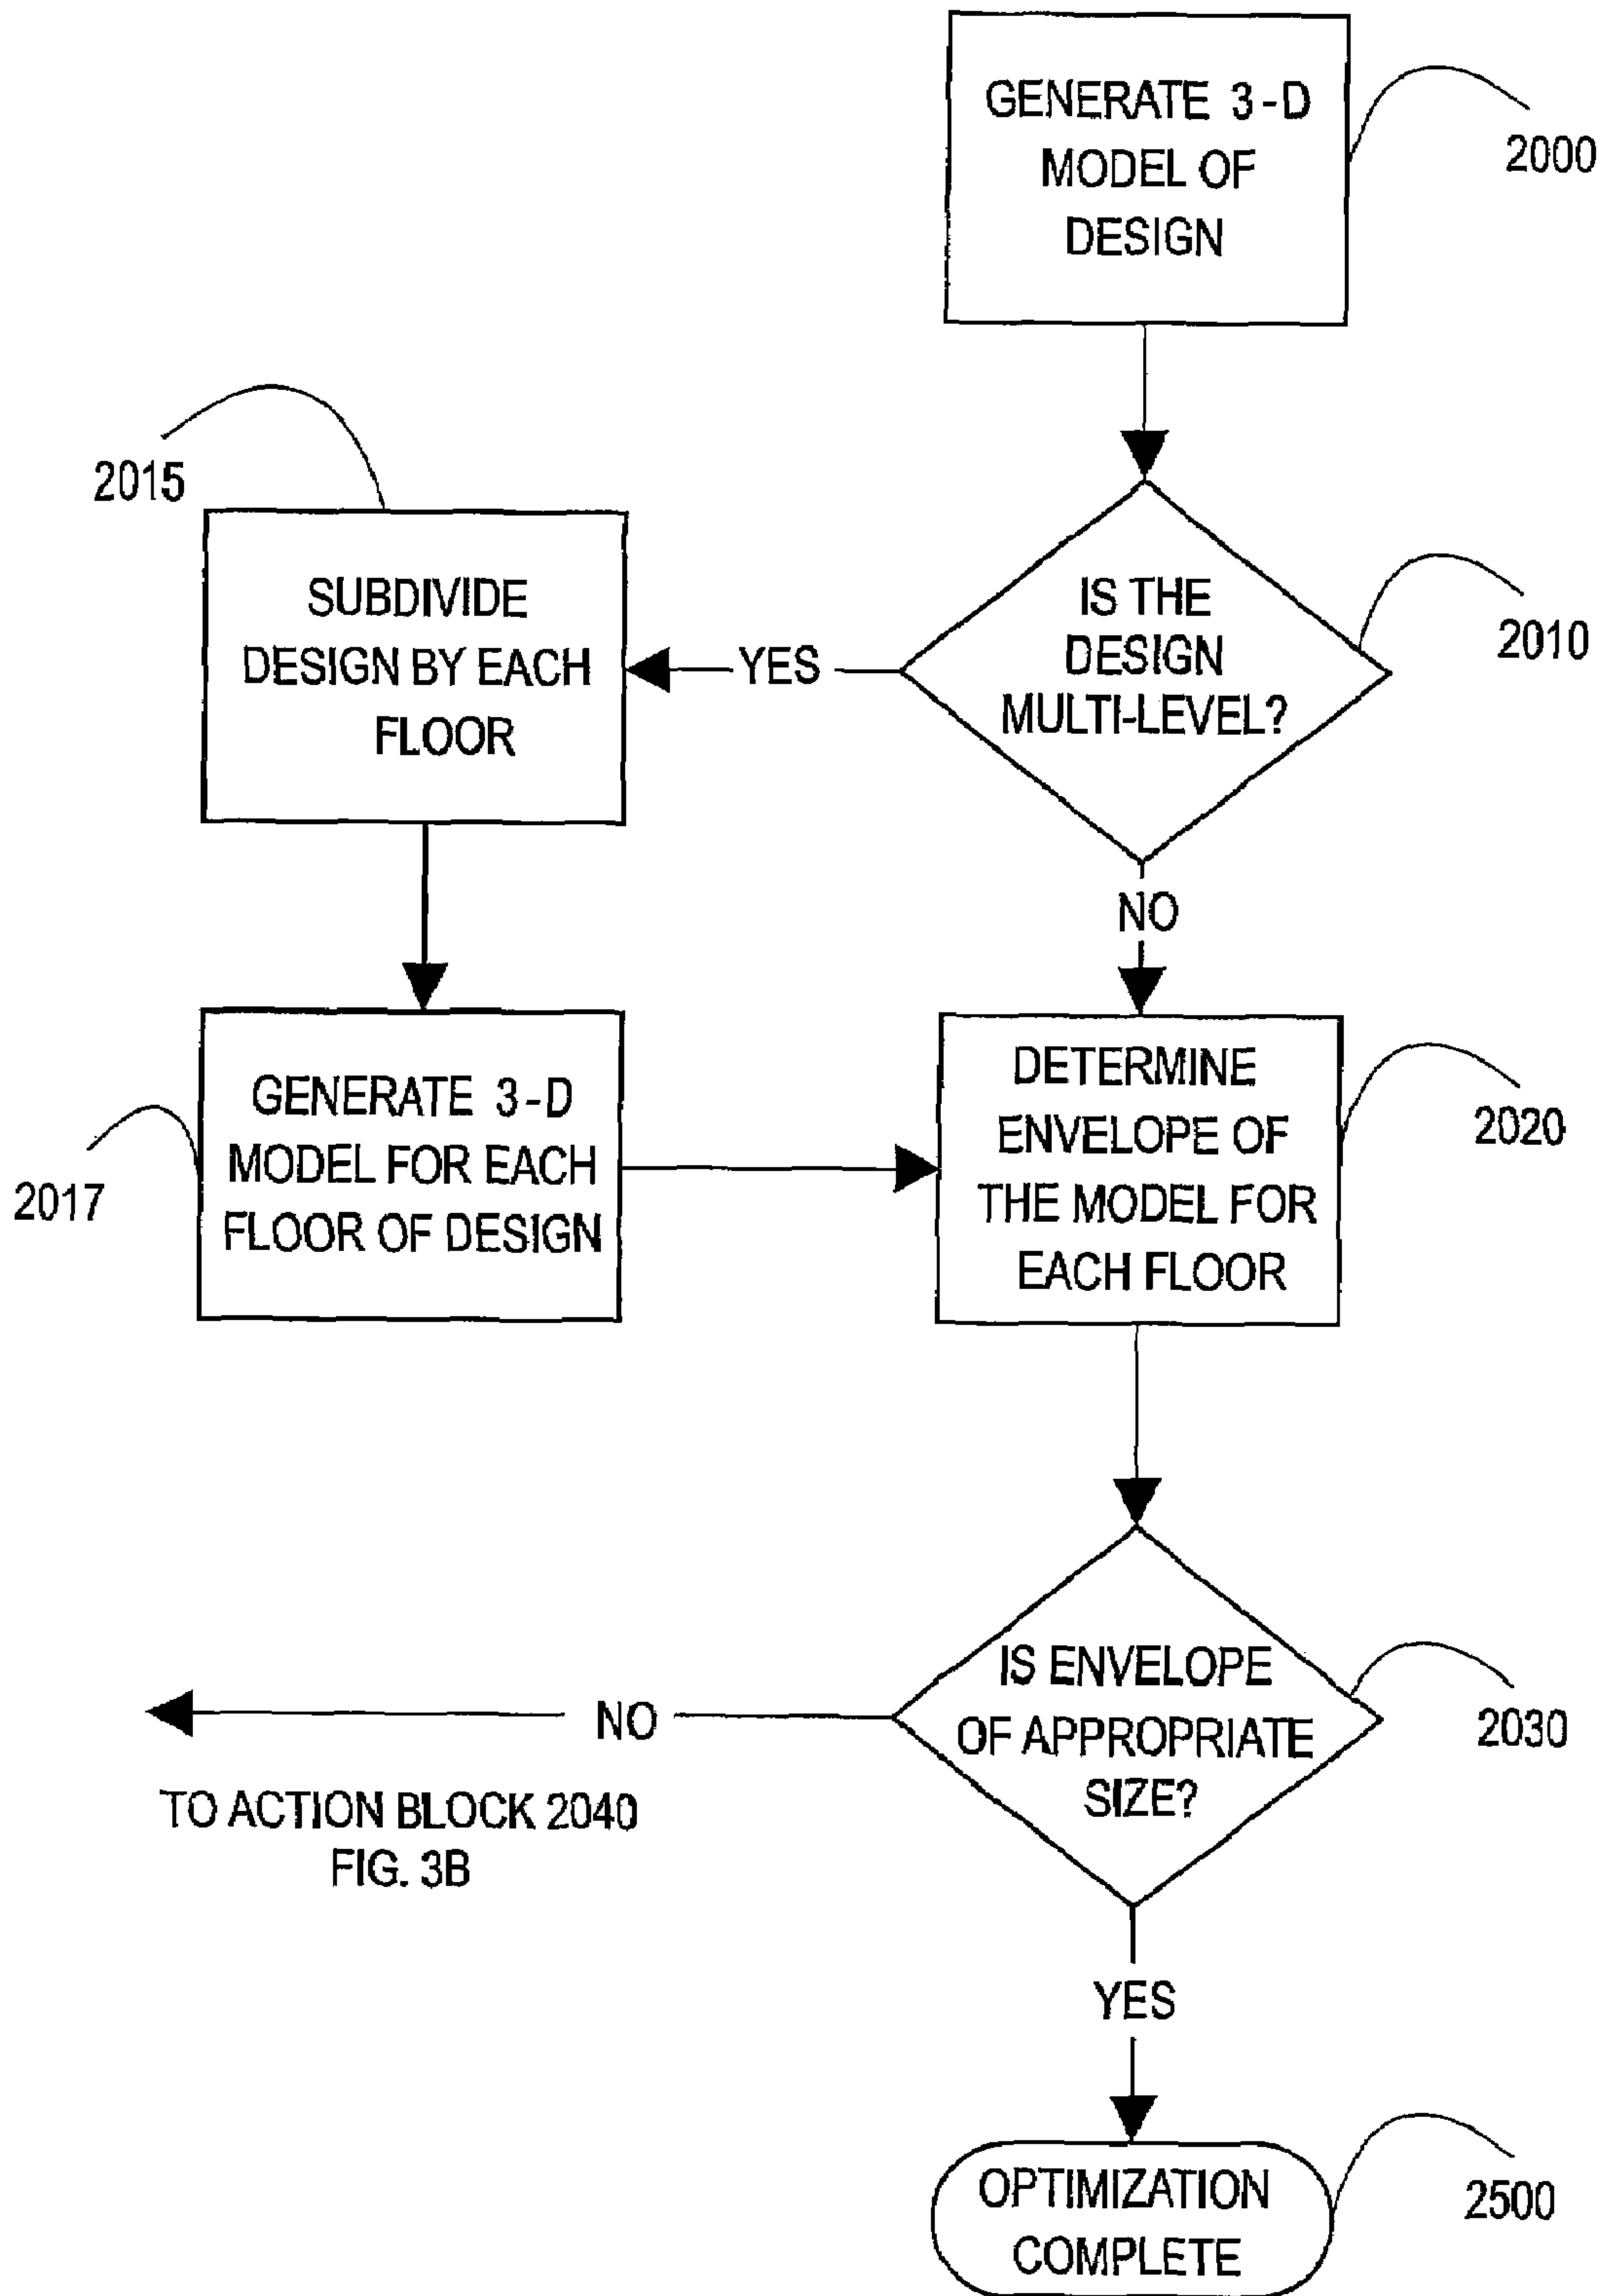 GENERATE 3-D
MODEL OF
DESIGN
2000
2015
SUBDIVIDE
DESIGN BY EACH
FLOOR
YES
IS THE
DESIGN
MULTI-LEVEL?
2010
NO
GENERATE 3-D
MODEL FOR EACH
FLOOR OF DESIGN
2017
DETERMINE
ENVELOPE OF
THE MODEL FOR
EACH FLOOR
2020
IS ENVELOPE
OF APPROPRIATE
SIZE?
2030
NO
TO ACTION BLOCK 2040
FIG. 3B
YES
OPTIMIZATION
COMPLETE
2500